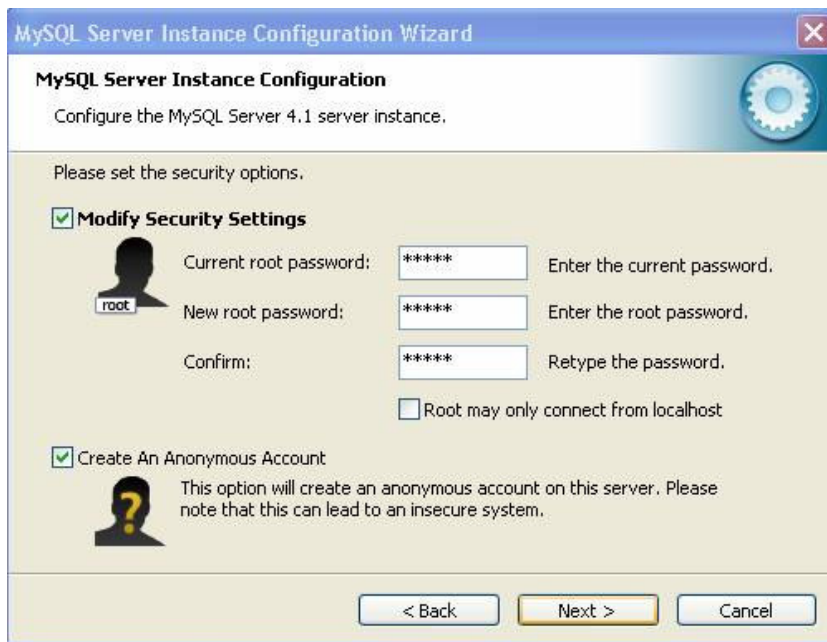 MySQL Server Instance Configuration Wizard
MySQL Server Instance Configuration
Configure the MySQL Server 4.1 server instance.
Please set the security options.
Modify Security Settings
root
Current root password: ***** Enter the current password.
New root password: ***** Enter the root password.
Confirm: ***** Retype the password.
Root may only connect from localhost
Create An Anonymous Account
?
This option will create an anonymous account on this server. Please
note that this can lead to an insecure system.
< Back Next > Cancel